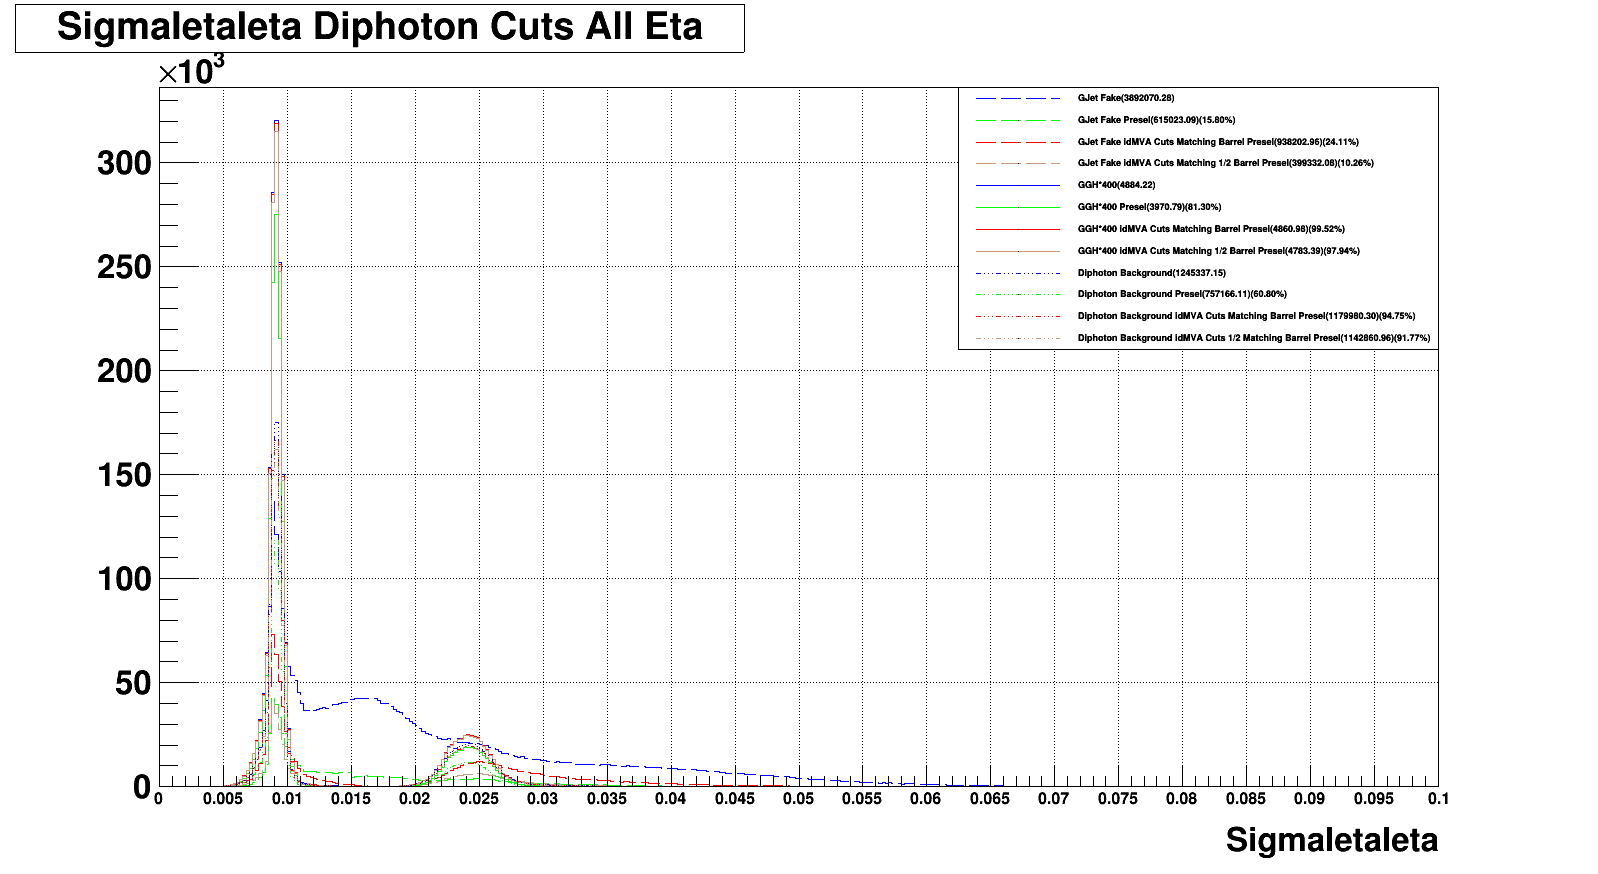 Sigmaletaleta Diphoton Cuts All Eta
×10³
GJet Fake(3892070.28)
GJet Fake Presel(615023.09)(15.80%)
GJet Fake idMVA Cuts Matching Barrel Presel(938202.96)(24.11%)
GJet Fake idMVA Cuts Matching 1/2 Barrel Presel(399332.08)(10.26%)
GGH*400(4884.22)
GGH*400 Presel(3970.79)(81.30%)
GGH*400 idMVA Cuts Matching Barrel Presel(4860.98)(99.52%)
GGH*400 idMVA Cuts Matching 1/2 Barrel Presel(4783.39)(97.94%)
Diphoton Background(1245337.15)
Diphoton Background Presel(757166.11)(60.80%)
Diphoton Background idMVA Cuts Matching Barrel Presel(1179980.30)(94.75%)
Diphoton Background idMVA Cuts 1/2 Matching Barrel Presel(1142860.96)(91.77%)
300
250
200
150
100
50
0
0 0.005 0.01 0.015 0.02 0.025 0.03 0.035 0.04 0.045 0.05 0.055 0.06 0.065 0.07 0.075 0.08 0.085 0.09 0.095 0.1
Sigmaletaleta